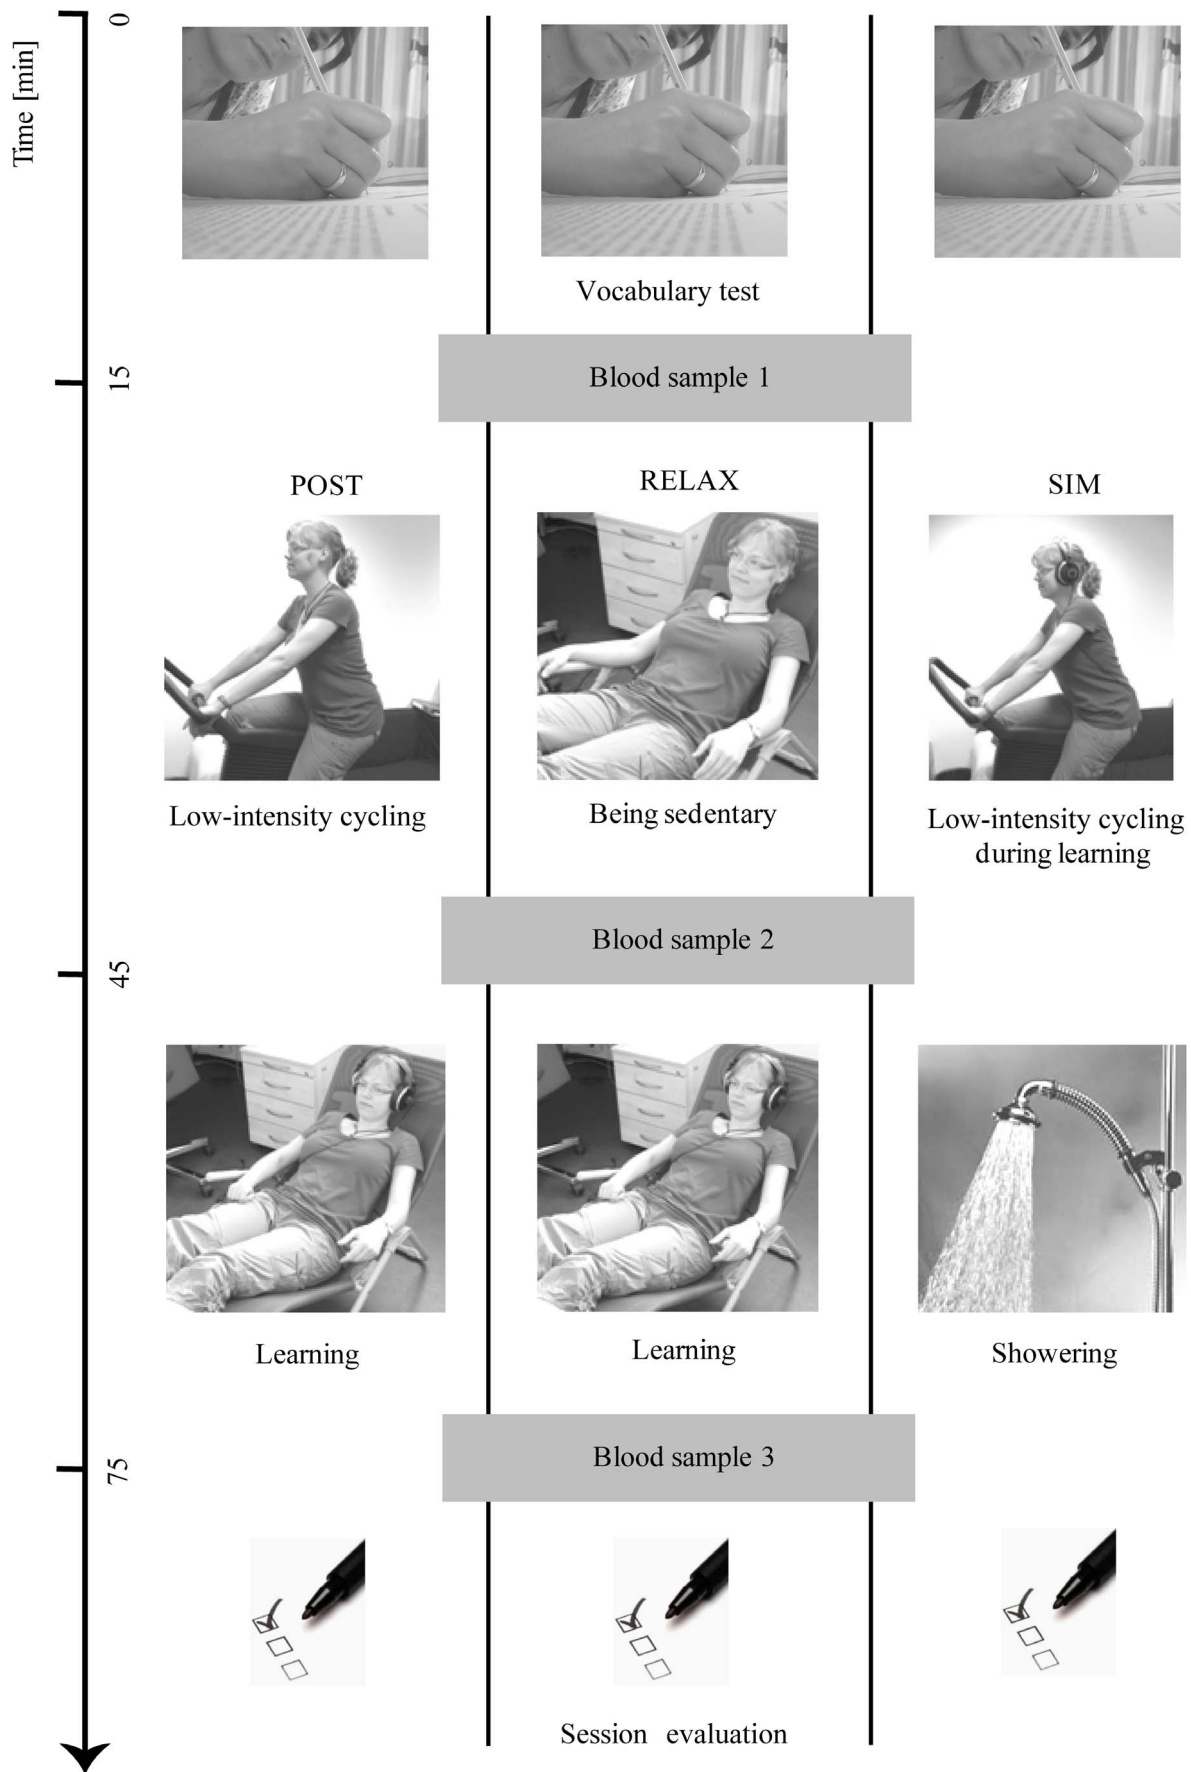 Time [min]
0
Vocabulary test
15
Blood sample 1
POST
RELAX
SIM
Low-intensity cycling
Being sedentary
Low-intensity cycling
during learning
Blood sample 2
45
Learning
Learning
Showering
Blood sample 3
75
Session evaluation